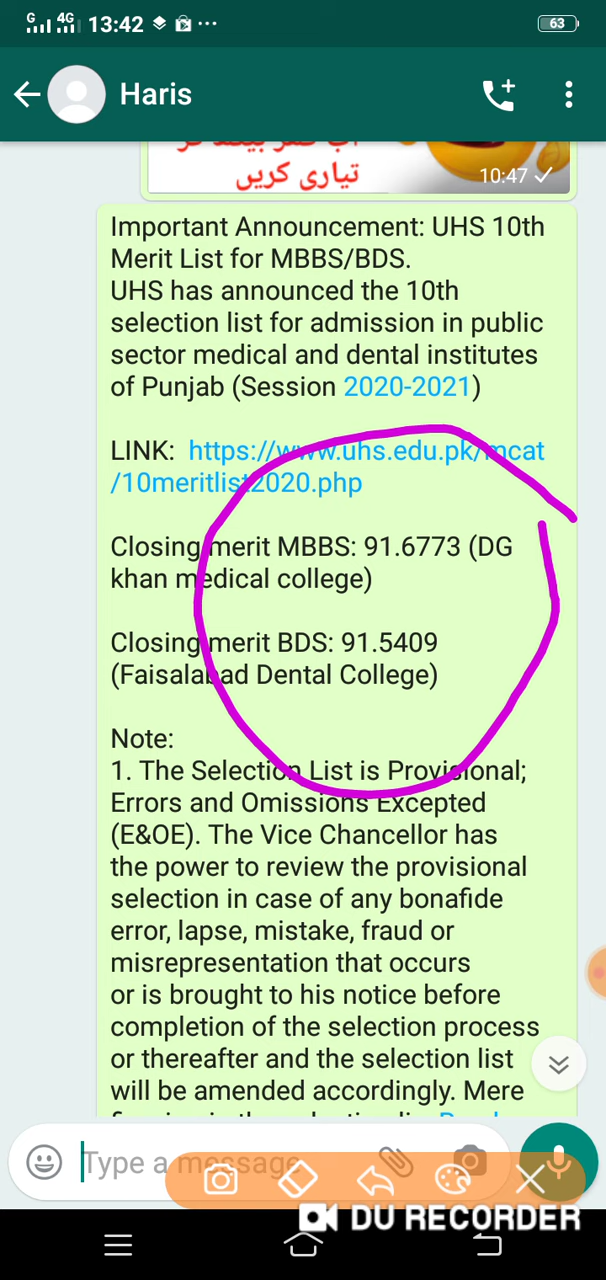 G 4G 13:42 63
Haris
تیاری کریں
10:47
Important Announcement: UHS 10th
Merit List for MBBS/BDS.
UHS has announced the 10th
selection list for admission in public
sector medical and dental institutes
of Punjab (Session 2020-2021)
LINK: https://www.uhs.edu.pk/mcat
/10meritlist2020.php
Closing merit MBBS: 91.6773 (DG
khan medical college)
Closing merit BDS: 91.5409
(Faisalabad Dental College)
Note:
1. The Selection List is Provisional;
Errors and Omissions Excepted
(E&OE). The Vice Chancellor has
the power to review the provisional
selection in case of any bonafide
error, lapse, mistake, fraud or
misrepresentation that occurs
or is brought to his notice before
completion of the selection process
or thereafter and the selection list
will be amended accordingly. Mere
Type a message
DU RECORDER